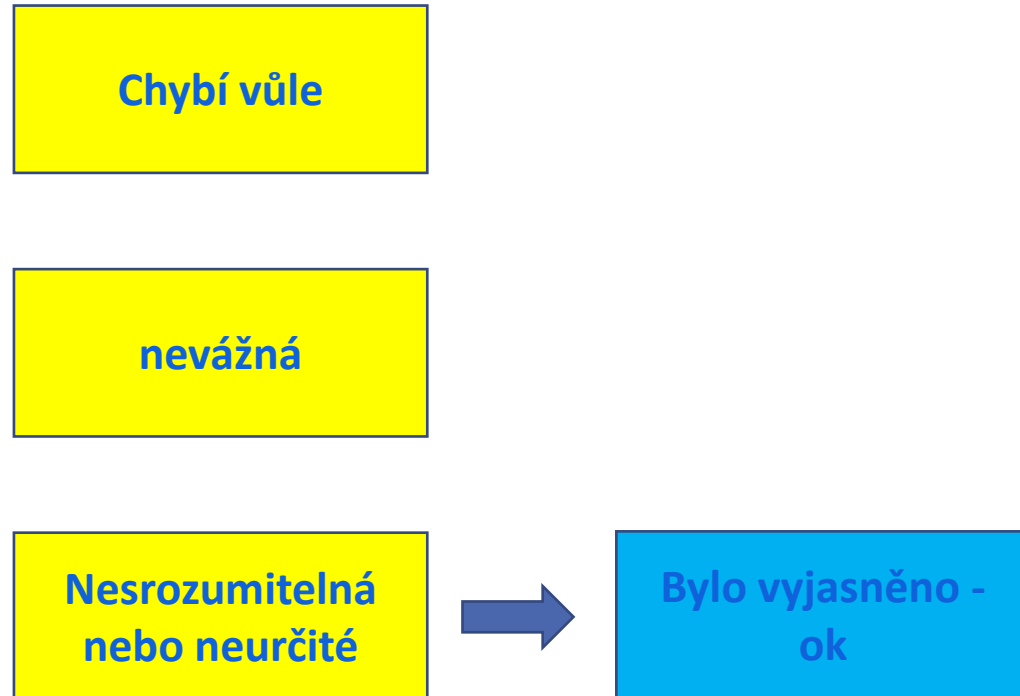 Chybí vůle
nevážná
Nesrozumitelná
nebo neurčité
Bylo vyjasněno -
ok